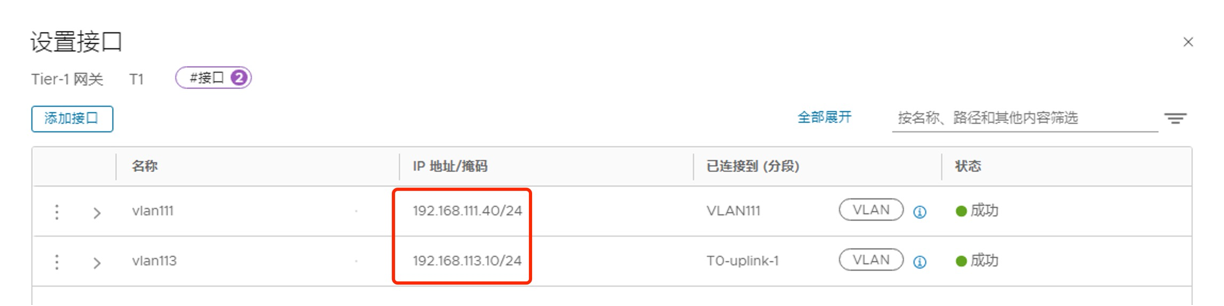 设置接口
Tier-1 网关 T1 #接口 2
添加接口 全部展开 按名称、路径和其他内容筛选
名称 IP 地址/掩码 已连接到 (分段) 状态
vlan111 192.168.111.40/24 VLAN111 VLAN 成功
vlan113 192.168.113.10/24 T0-uplink-1 VLAN 成功